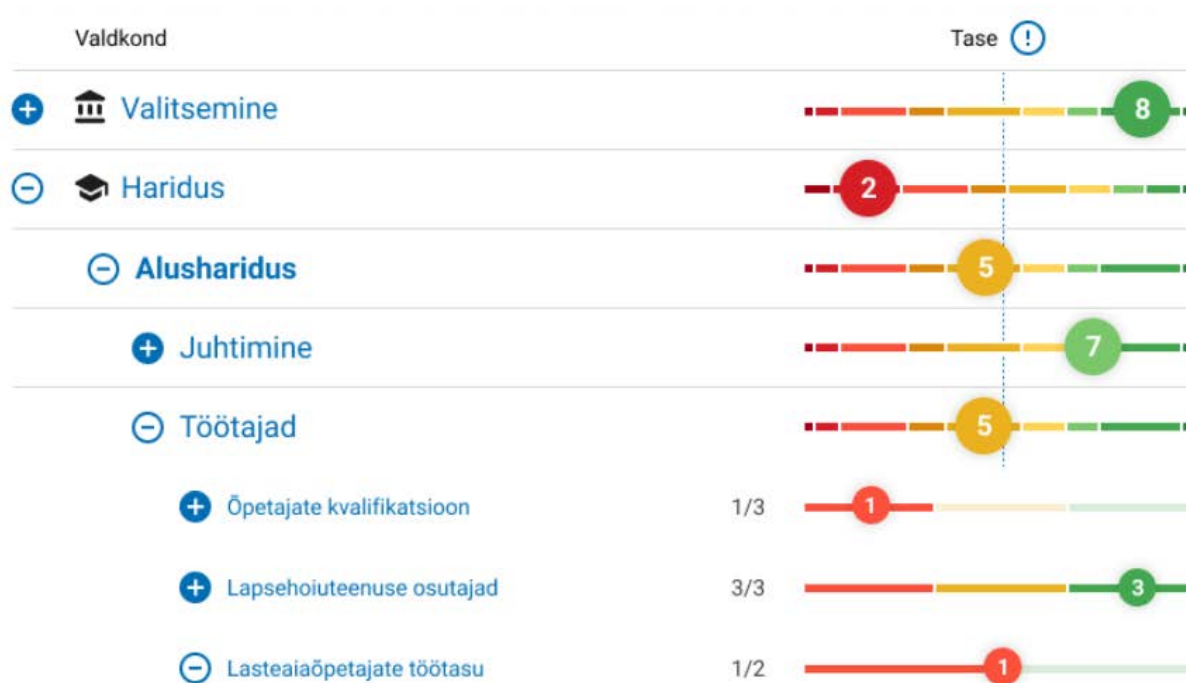 Valdkond Tase !
Valitsemine 8
Haridus 2
Alusharidus 5
Juhtimine 7
Töötajad 5
Õpetajate kvalifikatsioon 1/3 1
Lapsehoiuteenuse osutajad 3/3 3
Lasteaiaõpetajate töötasu 1/2 1